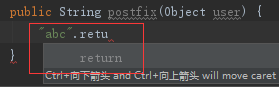 public String postfix(Object user) {
"abc".retu
return
}
Ctrl+向下箭头 and Ctrl+向上箭头 will move caret